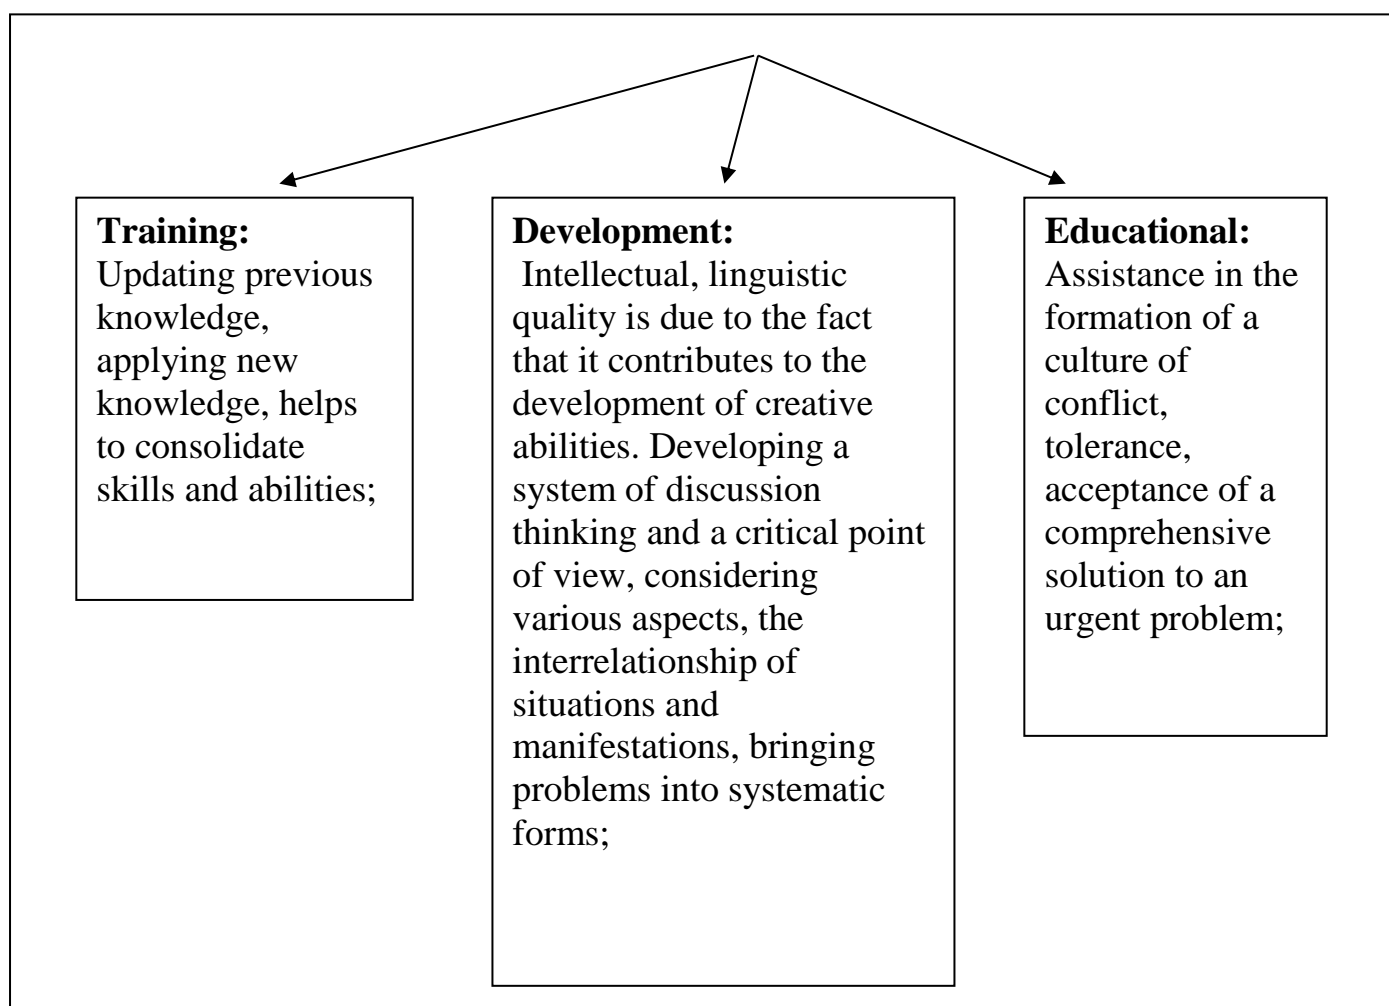 Training:
Updating previous
knowledge,
applying new
knowledge, helps
to consolidate
skills and abilities;
Development:
Intellectual, linguistic
quality is due to the fact
that it contributes to the
development of creative
abilities. Developing a
system of discussion
thinking and a critical point
of view, considering
various aspects, the
interrelationship of
situations and
manifestations, bringing
problems into systematic
forms;
Educational:
Assistance in the
formation of a
culture of
conflict,
tolerance,
acceptance of a
comprehensive
solution to an
urgent problem;